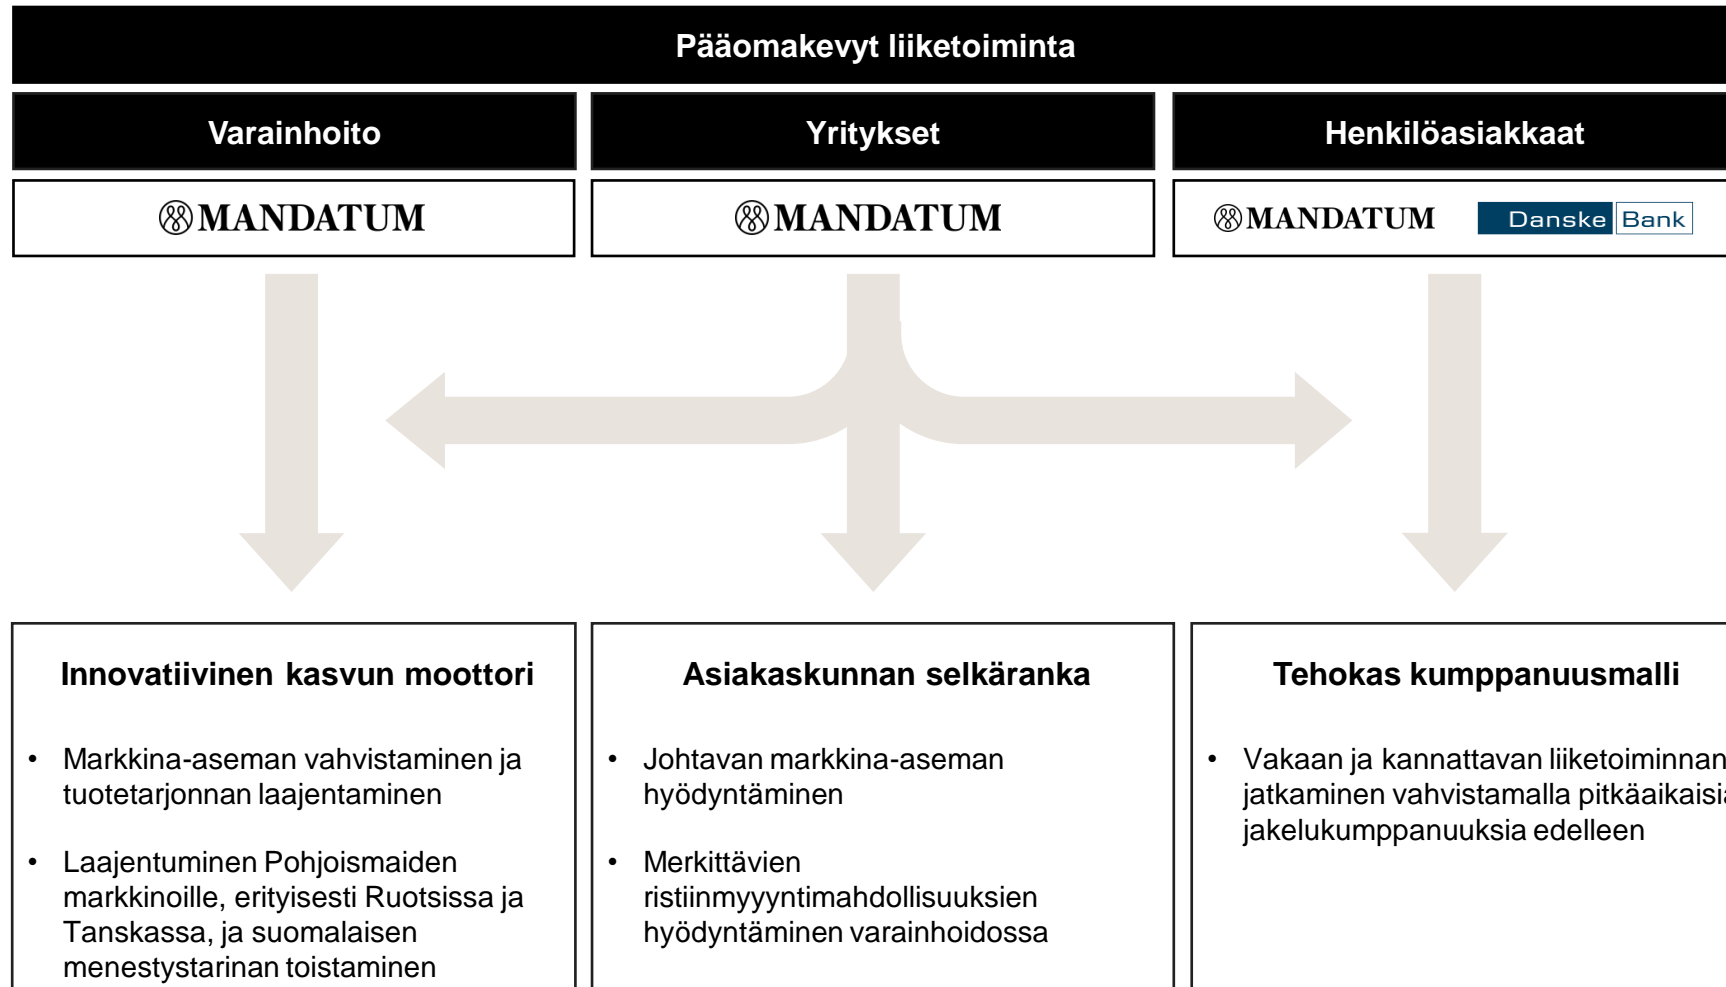 Pääomakevyt liiketoiminta
Varainhoito
Yritykset
Henkilöasiakkaat
MANDATUM
MANDATUM
MANDATUM
Danske Bank
Innovatiivinen kasvun moottori
• Markkina-aseman vahvistaminen ja
tuotetarjonnan laajentaminen
• Laajentuminen Pohjoismaiden
markkinoille, erityisesti Ruotsissa ja
Tanskassa, ja suomalaisen
menestystarinan toistaminen
Asiakaskunnan selkäranka
• Johtavan markkina-aseman
hyödyntäminen
• Merkittävien
ristiinmyyyntimahdollisuuksien
hyödyntäminen varainhoidossa
Tehokas kumppanuusmalli
• Vakaan ja kannattavan liiketoiminnan
jatkaminen vahvistamalla pitkäaikaisia
jakelukumppanuuksia edelleen